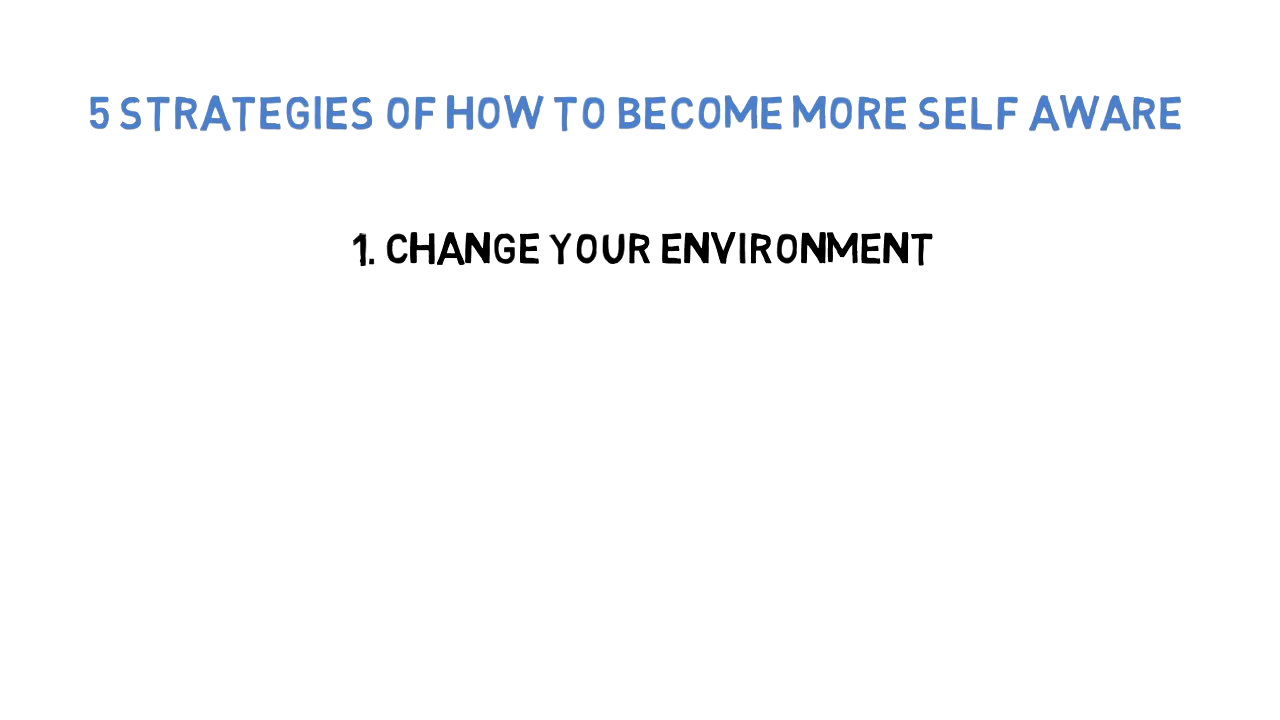 5 STRATEGIES OF HOW TO BECOME MORE SELF AWARE
1. CHANGE YOUR ENVIRONMENT